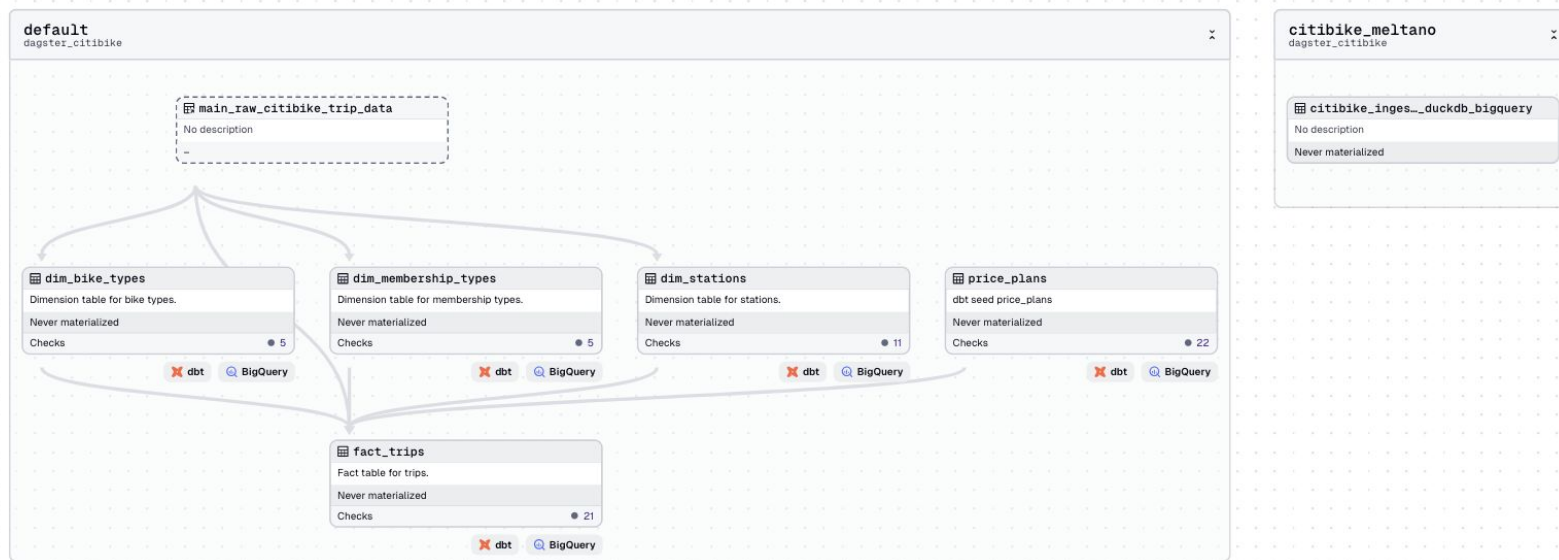 default
dagster_citibike
main_raw_citibike_trip_data
No description
–
dim_bike_types
Dimension table for bike types.
Never materialized
Checks 5
dbt BigQuery
dim_membership_types
Dimension table for membership types.
Never materialized
Checks 5
dbt BigQuery
dim_stations
Dimension table for stations.
Never materialized
Checks 11
dbt BigQuery
price_plans
dbt seed price_plans
Never materialized
Checks 22
dbt BigQuery
fact_trips
Fact table for trips.
Never materialized
Checks 21
dbt BigQuery
citibike_meltano
dagster_citibike
citibike_inges…_duckdb_bigquery
No description
Never materialized